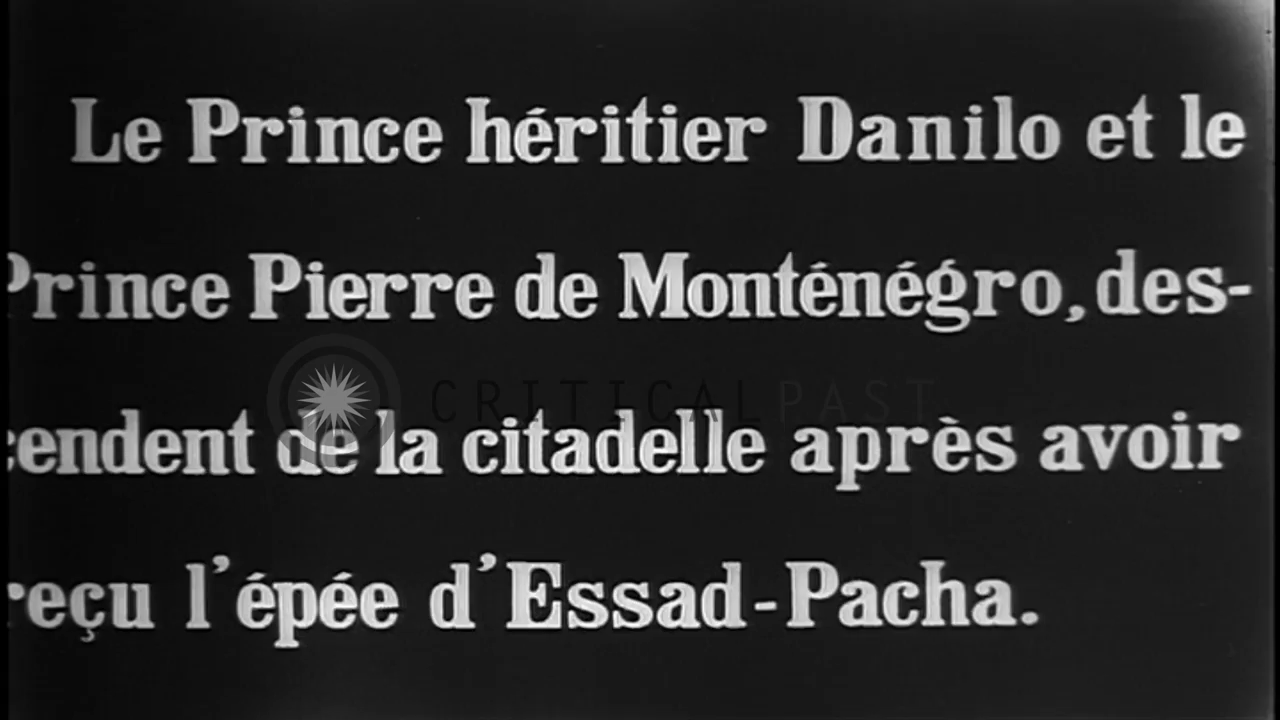 Le Prince héritier Danilo et le
Prince Pierre de Monténégro, des-
cendent de la citadelle après avoir
CRITICALPAST
reçu l'épée d'Essad-Pacha.